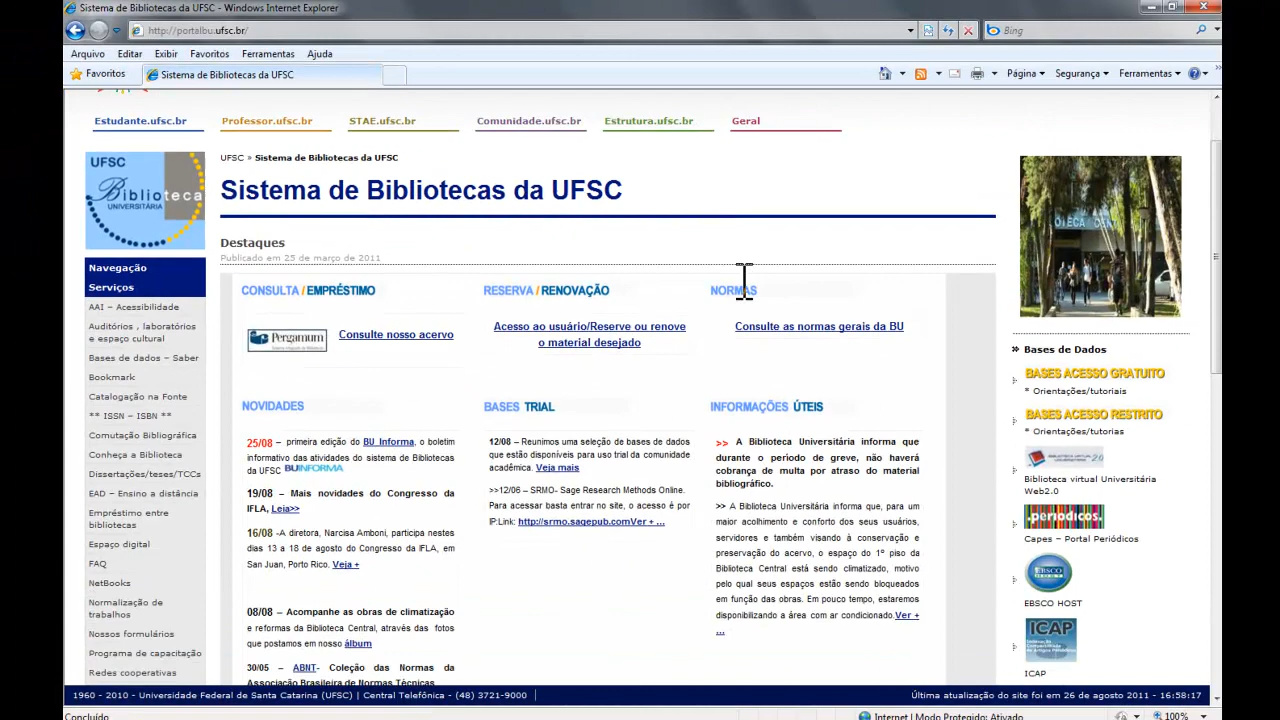 Sistema de Bibliotecas da UFSC - Windows Internet Explorer
http://portalbu.ufsc.br/
Bing
Arquivo Editar Exibir Favoritos Ferramentas Ajuda
Favoritos Sistema de Bibliotecas da UFSC Página Segurança Ferramentas
Estudante.ufsc.br Professor.ufsc.br STAE.ufsc.br Comunidade.ufsc.br Estrutura.ufsc.br Geral
UFSC
Biblioteca
UNIVERSITÁRIA
UFSC » Sistema de Bibliotecas da UFSC
Sistema de Bibliotecas da UFSC
Destaques
Publicado em 25 de março de 2011
Navegação
Serviços
AAI – Acessibilidade
Auditórios , laboratórios
e espaço cultural
Bases de dados – Saber
Bookmark
Catalogação na Fonte
** ISSN – ISBN **
Comutação Bibliográfica
Conheça a Biblioteca
Dissertações/teses/TCCs
EAD – Ensino a distância
Empréstimo entre
bibliotecas
Espaço digital
FAQ
NetBooks
Normalização de
trabalhos
Nossos formulários
Programa de capacitação
Redes cooperativas
CONSULTA / EMPRÉSTIMO
Pergamum
Consulte nosso acervo
RESERVA / RENOVAÇÃO
Acesso ao usuário/Reserve ou renove
o material desejado
NORMAS
Consulte as normas gerais da BU
NOVIDADES
25/08 – primeira edição do BU Informa, o boletim
informativo das atividades do sistema de Bibliotecas
da UFSC BUINFORMA
19/08 – Mais novidades do Congresso da
IFLA, Leia>>
16/08 -A diretora, Narcisa Amboni, participa nestes
dias 13 a 18 de agosto do Congresso da IFLA, em
San Juan, Porto Rico. Veja +
08/08 – Acompanhe as obras de climatização
e reformas da Biblioteca Central, através das fotos
que postamos em nosso álbum
30/05 – ABNT- Coleção das Normas da
Associação Brasileira de Normas Técnicas.
BASES TRIAL
12/08 – Reunimos uma seleção de bases de dados
que estão disponíveis para uso trial da comunidade
acadêmica. Veja mais
>>12/06 – SRMO- Sage Research Methods Online.
Para acessar basta entrar no site, o acesso é por
IP:Link: http://srmo.sagepub.comVer + ...
INFORMAÇÕES ÚTEIS
>> A Biblioteca Universitária informa que
durante o período de greve, não haverá
cobrança de multa por atraso do material
bibliográfico.
>> A Biblioteca Universitária informa que, para um
maior acolhimento e conforto dos seus usuários,
servidores e também visando à conservação e
preservação do acervo, o espaço do 1º piso da
Biblioteca Central está sendo climatizado, motivo
pelo qual seus espaços estão sendo bloqueados
em função das obras. Em pouco tempo, estaremos
disponibilizando a área com ar condicionado.Ver +
...
Bases de Dados
BASES ACESSO GRATUITO
* Orientações/tutoriais
BASES ACESSO RESTRITO
* Orientações/tutorias
Biblioteca virtual Universitária
Web2.0
.periodicos.
Capes – Portal Periódicos
EBSCO
HOST
EBSCO HOST
ICAP
ICAP
1960 - 2010 - Universidade Federal de Santa Catarina (UFSC) | Central Telefônica - (48) 3721-9000 Última atualização do site foi em 26 de agosto 2011 - 16:58:17
Concluído Internet | Modo Protegido: Ativado 100%